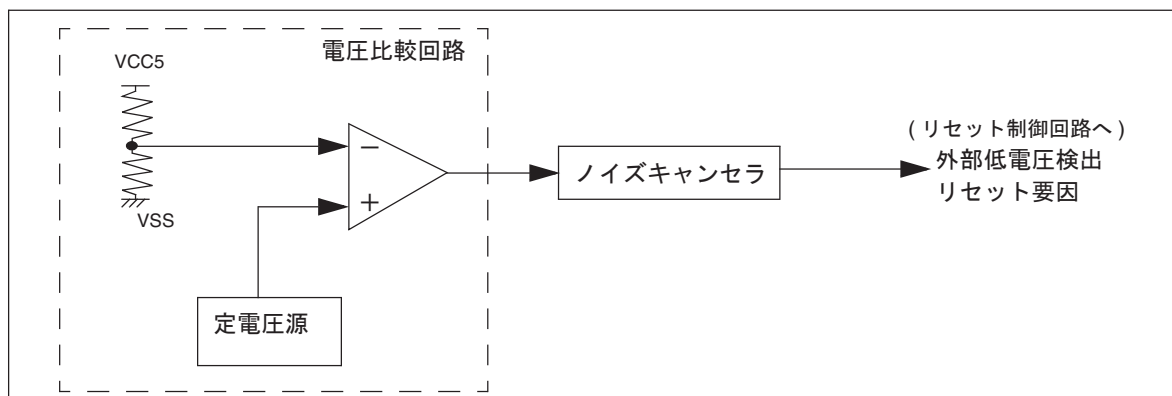 電圧比較回路
VCC5
VSS
−
+
定電圧源
ノイズキャンセラ
(リセット制御回路へ)
外部低電圧検出
リセット要因